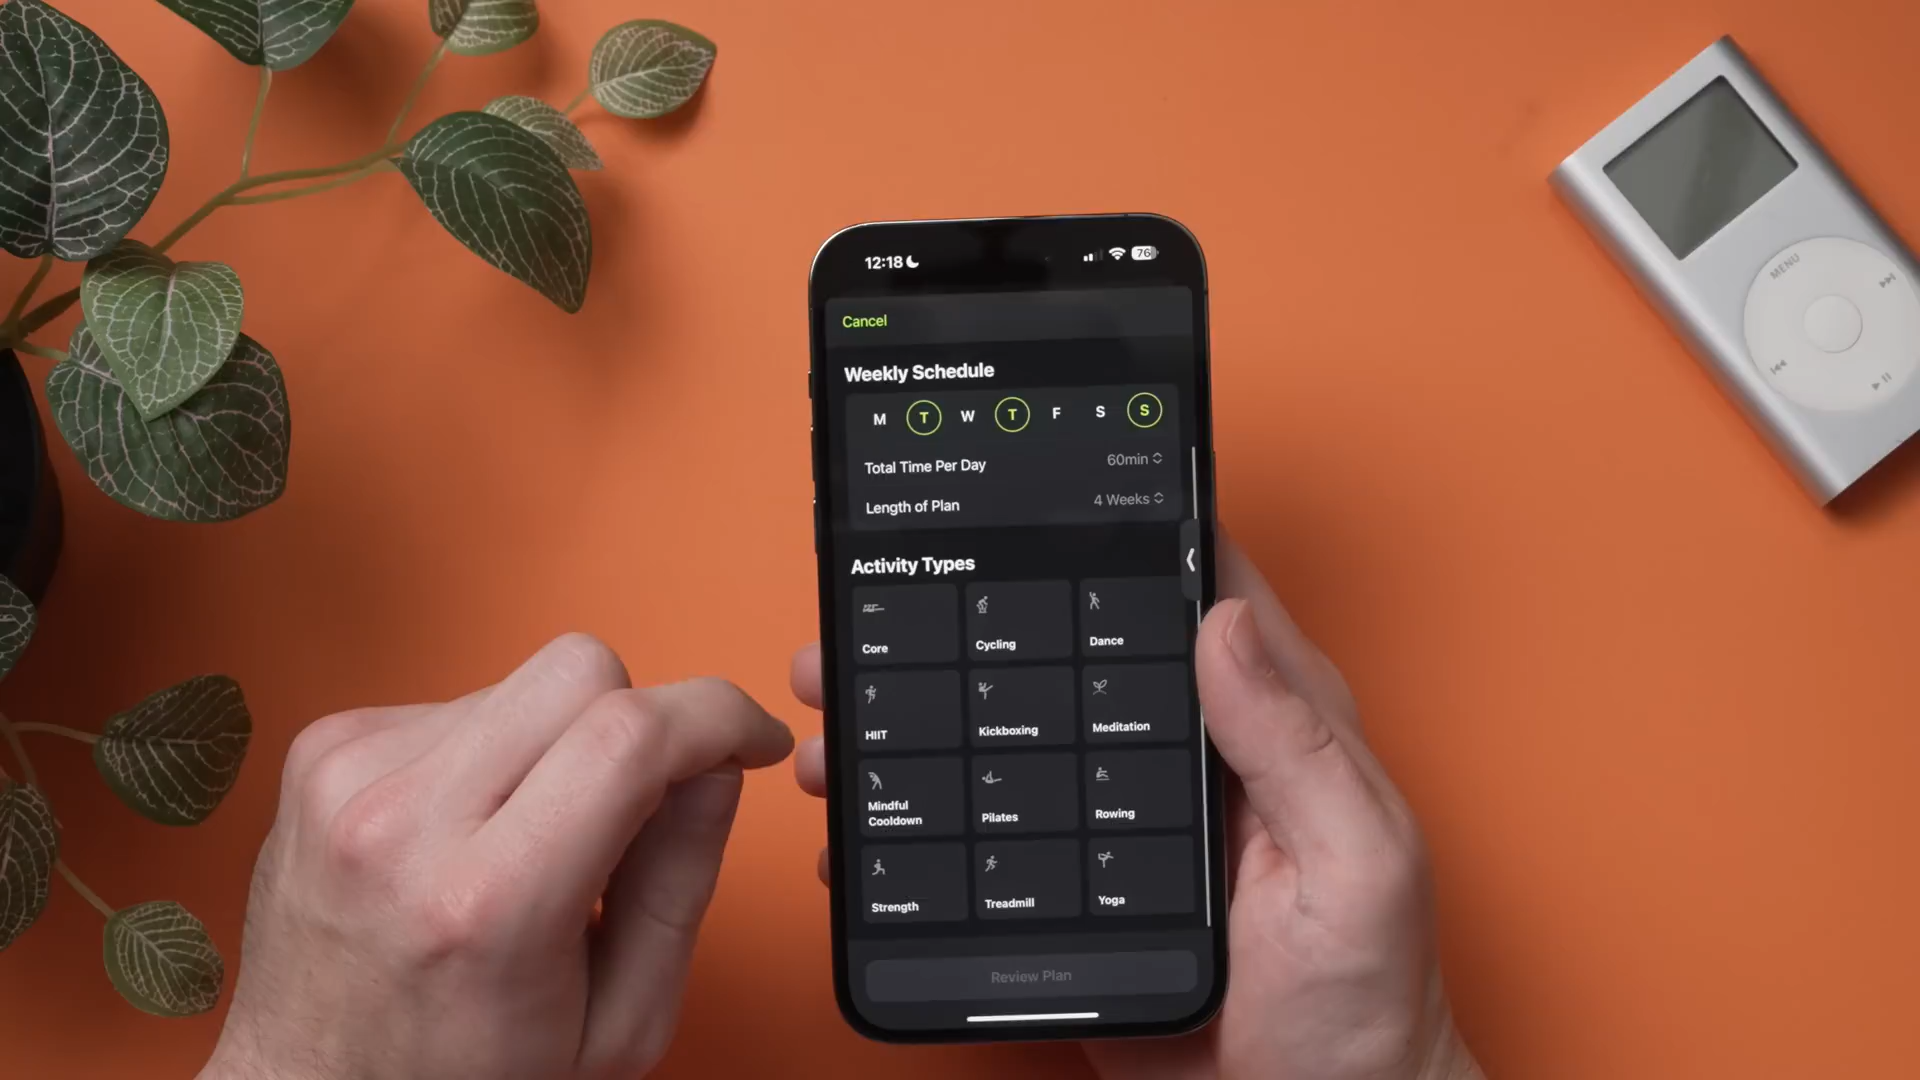 12:18
76
Cancel
Weekly Schedule
M T W T F S S
Total Time Per Day 60min
Length of Plan 4 Weeks
Activity Types
Core Cycling Dance
HIIT Kickboxing Meditation
Mindful
Cooldown Pilates Rowing
Strength Treadmill Yoga
Review Plan
MENU